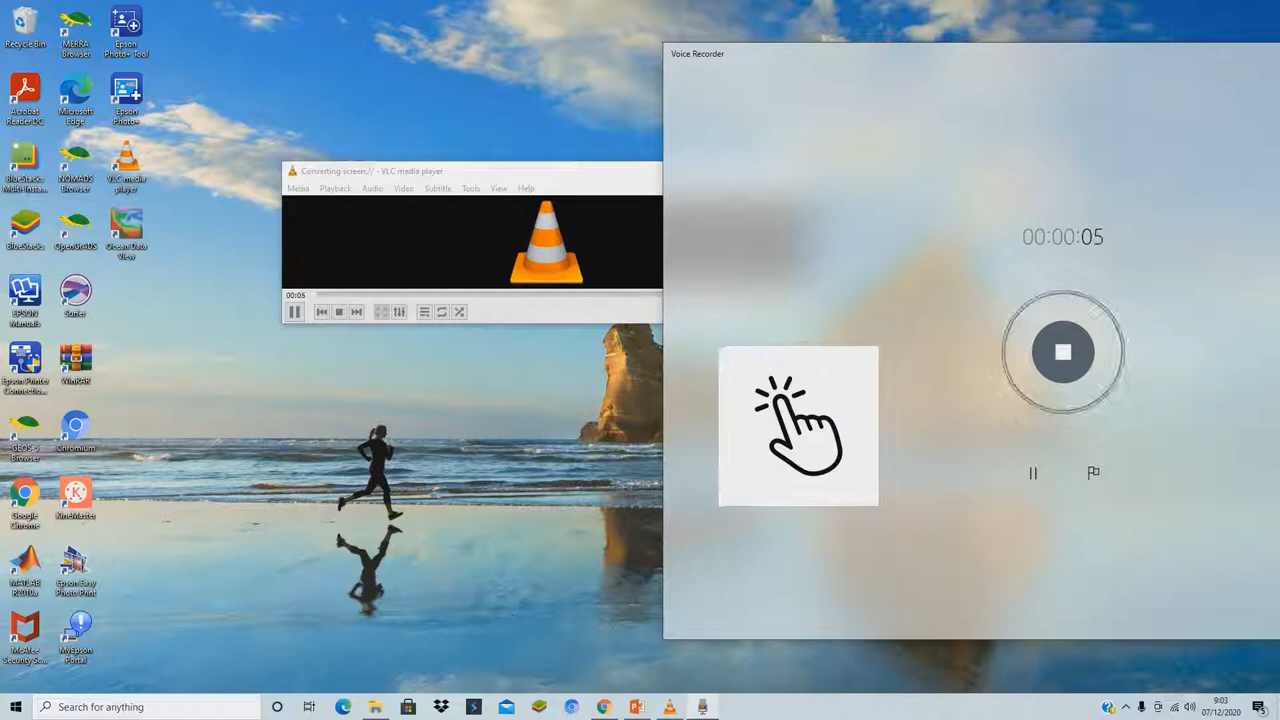 Recycle Bin
MERRA
Browser
Epson
Photo+ Tool
Acrobat
Reader DC
Microsoft
Edge
Epson
Photo+
BlueStacks
Multi-Insta...
NOMADS
Browser
VLC media
player
BlueStacks
OpenGrADS
Ocean Data
View
EPSON
Manuals
Surfer
Epson Printer
Connectio...
WinRAR
GEOS_5
Browser
Chromium
Google
Chrome
KineMaster
MATLAB
R2010a
Epson Easy
Photo Print
McAfee
Security Sc...
MyEpson
Portal
Converting screen:// - VLC media player
Media Playback Audio Video Subtitle Tools View Help
00:05
Voice Recorder
00:00:05
Search for anything
9:03
07/12/2020